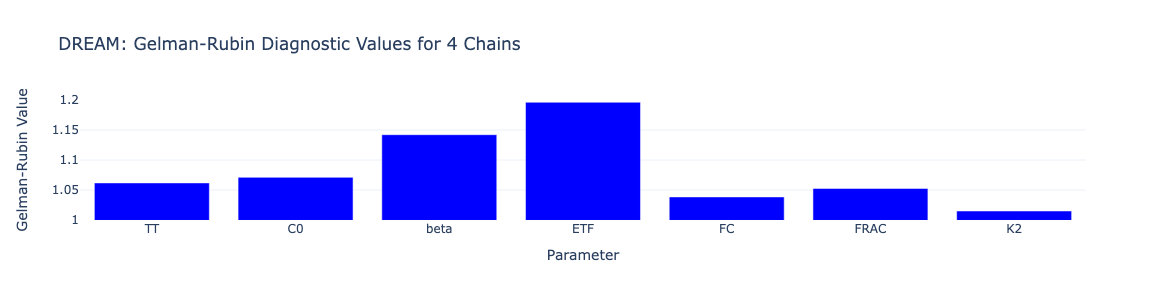 DREAM: Gelman-Rubin Diagnostic Values for 4 Chains
Gelman-Rubin Value
1.2
1.15
1.1
1.05
1
TT C0 beta ETF FC FRAC K2
Parameter